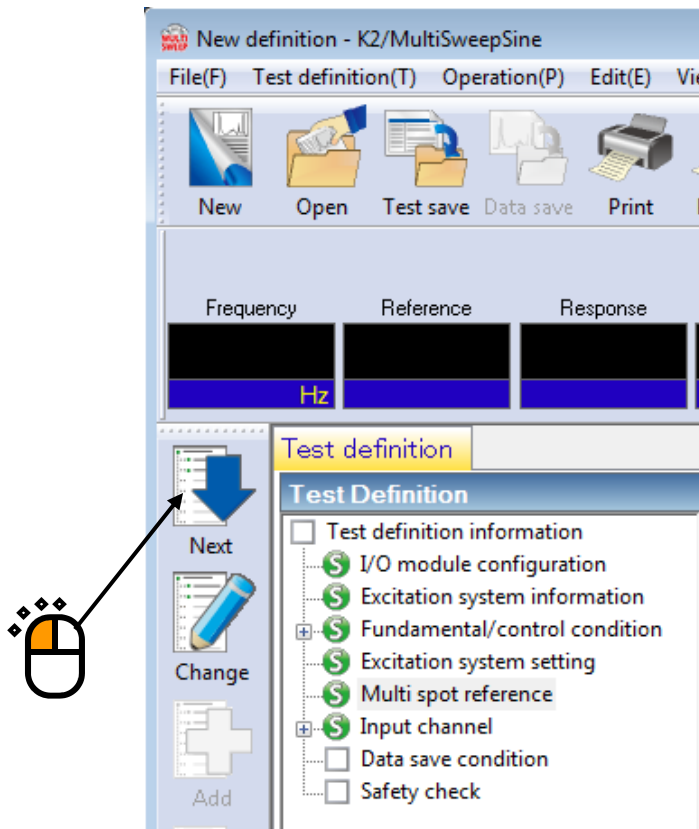 New definition - K2/MultiSweepSine
File(F) Test definition(T) Operation(P) Edit(E)
New Open Test save Data save Print
Frequency Reference Response
Hz
Test definition
Test Definition
Next
Change
Add
Test definition information
I/O module configuration
Excitation system information
Fundamental/control condition
Excitation system setting
Multi spot reference
Input channel
Data save condition
Safety check